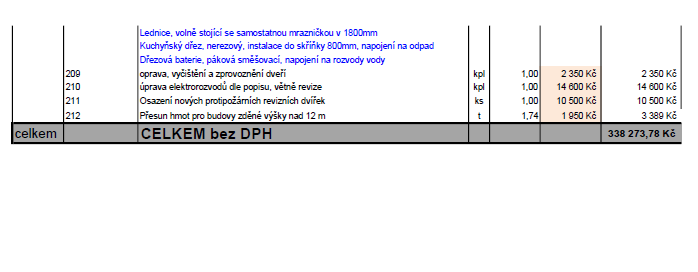 Lednice, volně stojící se samostatnou mrazničkou v 1800mm
Kuchyňský dřez, nerezový, instalace do skříňky 800mm, napojení na odpad
Dřezová baterie, páková směšovací, napojení na rozvody vody
209 oprava, vyčištění a zprovoznění dveří kpl 1,00 2 350 Kč 2 350 Kč
210 úprava elektrorozvodů dle popisu, větně revize kpl 1,00 14 600 Kč 14 600 Kč
211 Osazení nových protipožárních revizních dvířek ks 1,00 10 500 Kč 10 500 Kč
212 Přesun hmot pro budovy zděné výšky nad 12 m t 1,74 1 950 Kč 3 389 Kč
celkem CELKEM bez DPH 338 273,78 Kč